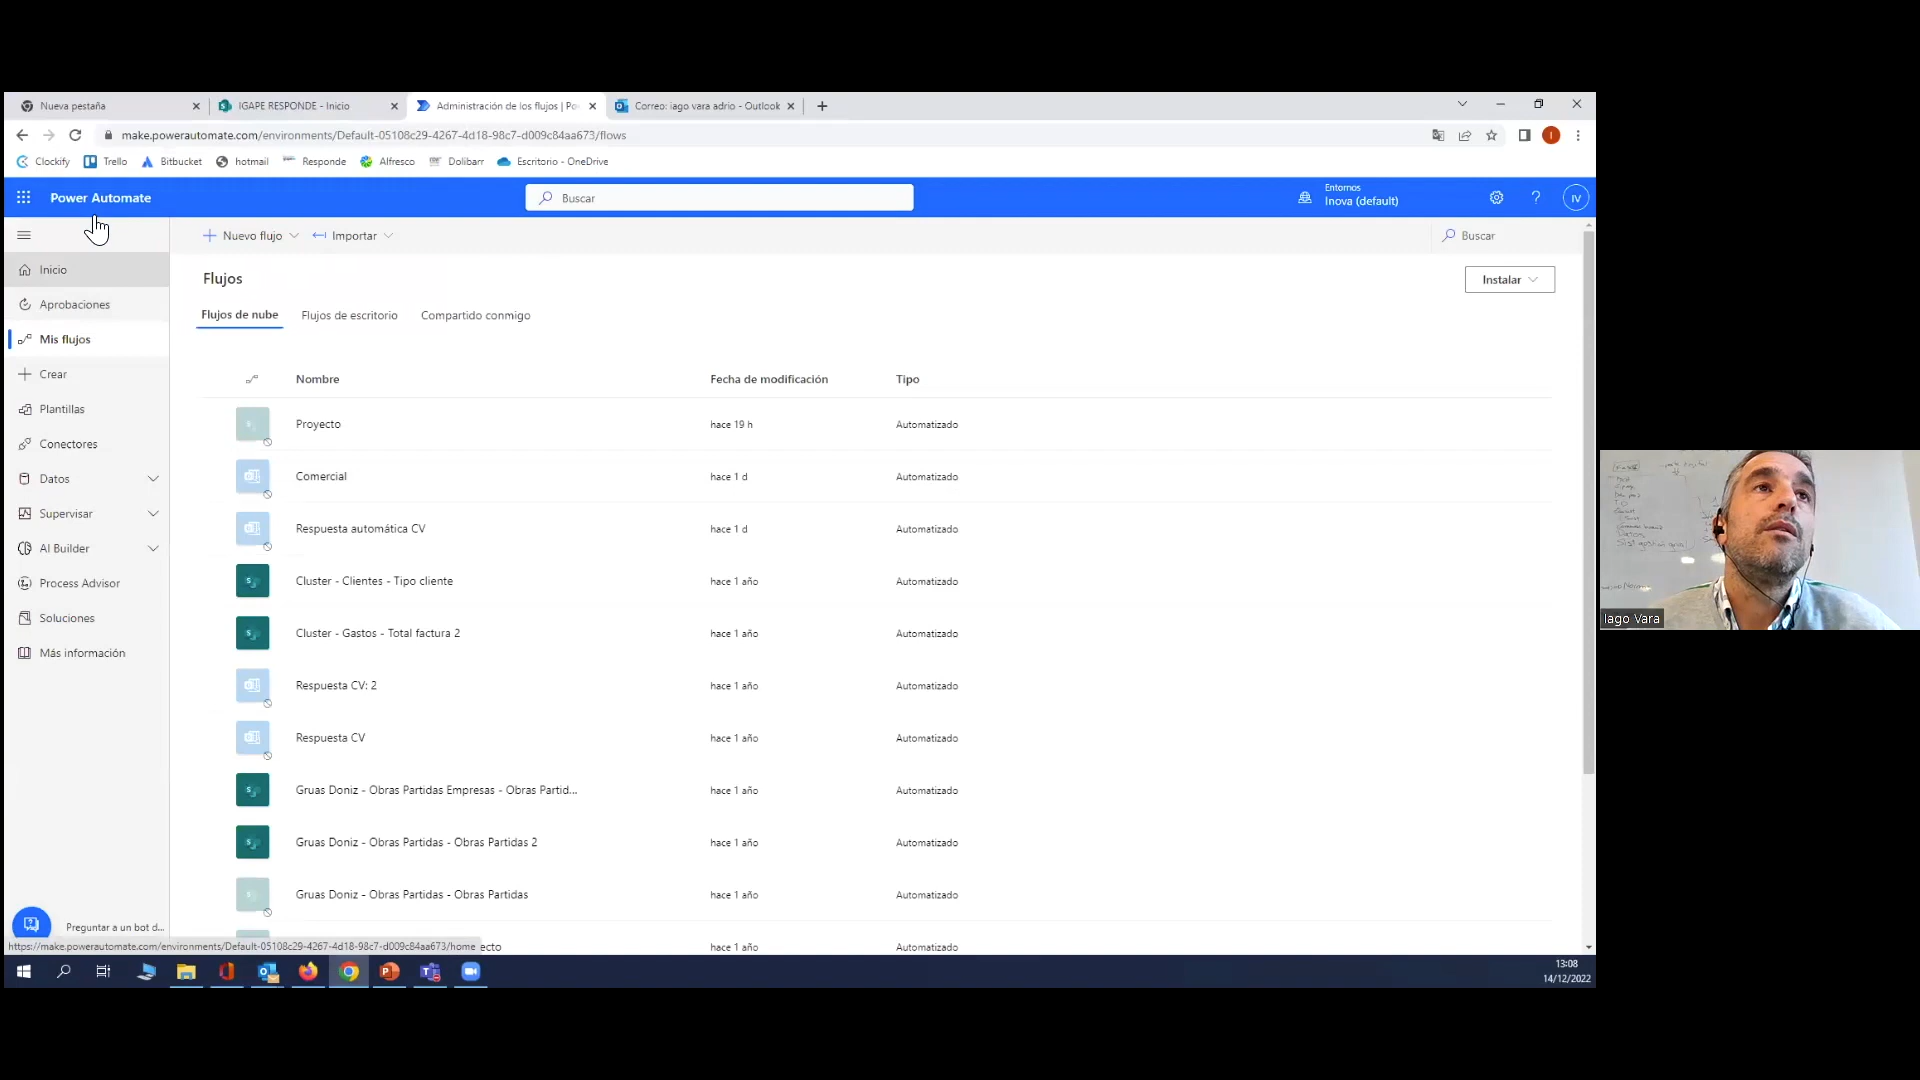 Nueva pestaña
IGAPE RESPONDE - Inicio
Administración de los flujos | Po
Correo: iago vara adrio - Outlook
make.powerautomate.com/environments/Default-05108c29-4267-4d18-98c7-d009c84aa673/flows
Clockify
Trello
Bitbucket
hotmail
Responde
Alfresco
Dolibarr
Escritorio - OneDrive
Power Automate
Buscar
Entornos
Inova (default)
IV
Nuevo flujo
Importar
Buscar
Inicio
Aprobaciones
Mis flujos
Crear
Plantillas
Conectores
Datos
Supervisar
AI Builder
Process Advisor
Soluciones
Más información
Preguntar a un bot d...
Flujos
Instalar
Flujos de nube
Flujos de escritorio
Compartido conmigo
Nombre Fecha de modificación Tipo
Proyecto hace 19 h Automatizado
Comercial hace 1 d Automatizado
Respuesta automática CV hace 1 d Automatizado
Cluster - Clientes - Tipo cliente hace 1 año Automatizado
Cluster - Gastos - Total factura 2 hace 1 año Automatizado
Respuesta CV: 2 hace 1 año Automatizado
Respuesta CV hace 1 año Automatizado
Gruas Doniz - Obras Partidas Empresas - Obras Partid... hace 1 año Automatizado
Gruas Doniz - Obras Partidas - Obras Partidas 2 hace 1 año Automatizado
Gruas Doniz - Obras Partidas - Obras Partidas hace 1 año Automatizado
ecto hace 1 año Automatizado
https://make.powerautomate.com/environments/Default-05108c29-4267-4d18-98c7-d009c84aa673/home
13:08
14/12/2022
Iago Vara